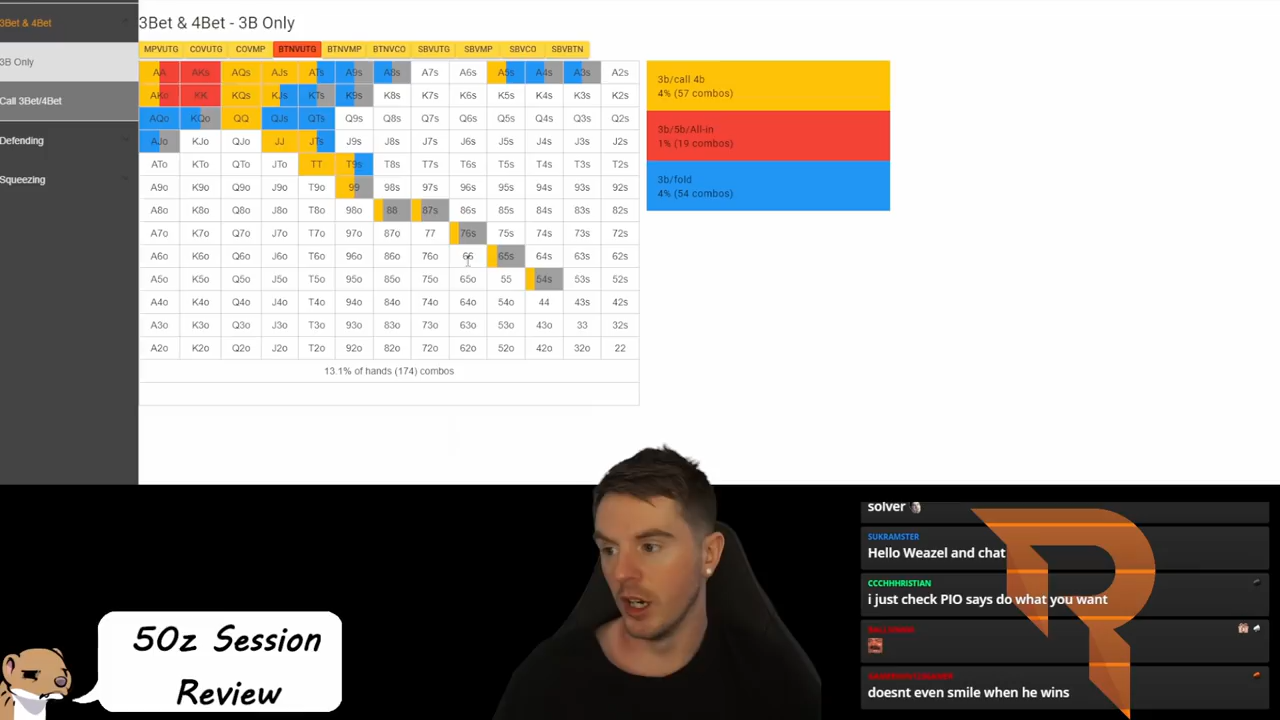 3Bet & 4Bet
3Bet & 4Bet - 3B Only
3B Only
Call 3Bet/4Bet
Defending
Squeezing
MPVUTG COVUTG COVMP BTNVUTG BTNVMP BTNVCO SBVUTG SBVMP SBVCO SBVBTN
AA AKs AQs AJs ATs A9s A8s A7s A6s A5s A4s A3s A2s
AKo KK KQs KJs KTs K9s K8s K7s K6s K5s K4s K3s K2s
AQo KQo QQ QJs QTs Q9s Q8s Q7s Q6s Q5s Q4s Q3s Q2s
AJo KJo QJo JJ JTs J9s J8s J7s J6s J5s J4s J3s J2s
ATo KTo QTo JTo TT T9s T8s T7s T6s T5s T4s T3s T2s
A9o K9o Q9o J9o T9o 99 98s 97s 96s 95s 94s 93s 92s
A8o K8o Q8o J8o T8o 98o 88 87s 86s 85s 84s 83s 82s
A7o K7o Q7o J7o T7o 97o 87o 77 76s 75s 74s 73s 72s
A6o K6o Q6o J6o T6o 96o 86o 76o 66 65s 64s 63s 62s
A5o K5o Q5o J5o T5o 95o 85o 75o 65o 55 54s 53s 52s
A4o K4o Q4o J4o T4o 94o 84o 74o 64o 54o 44 43s 42s
A3o K3o Q3o J3o T3o 93o 83o 73o 63o 53o 43o 33 32s
A2o K2o Q2o J2o T2o 92o 82o 72o 62o 52o 42o 32o 22
13.1% of hands (174) combos
3b/call 4b
4% (57 combos)
3b/5b/All-in
1% (19 combos)
3b/fold
4% (54 combos)
50z Session
Review
solver
SUKRAMSTER
Hello Weazel and chat
CCCHHHRISTIAN
i just check PIO says do what you want
doesnt even smile when he wins